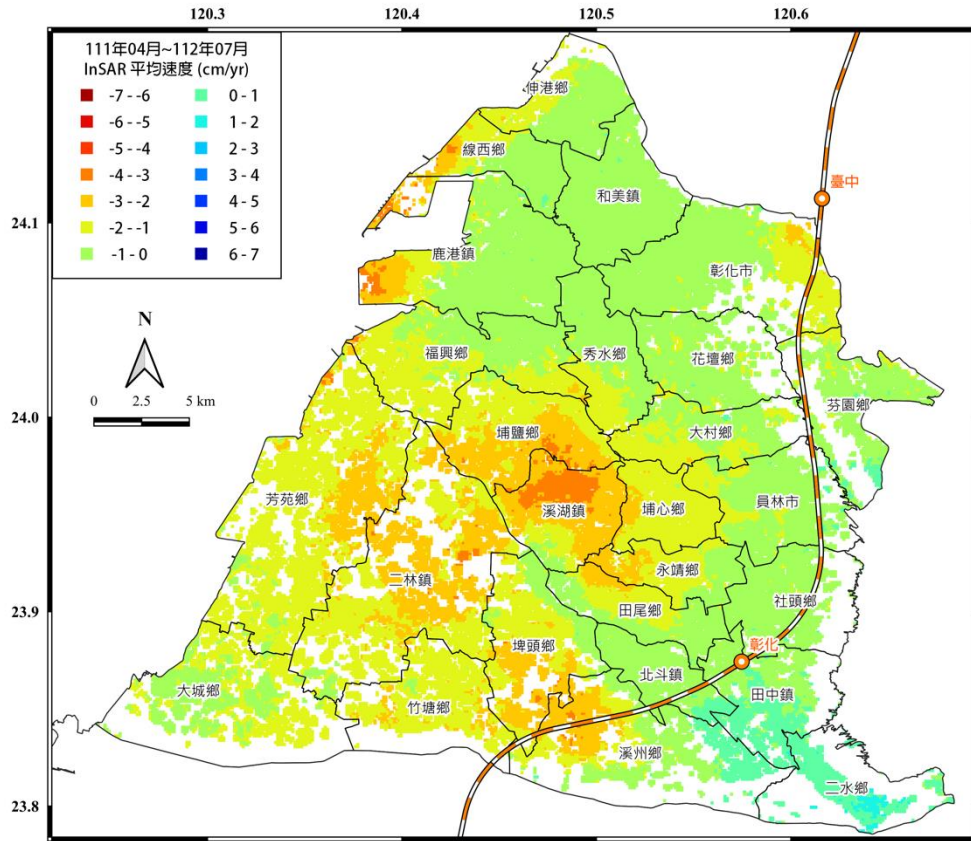 120.3 120.4 120.5 120.6
111年04月~112年07月
InSAR 平均速度 (cm/yr)
-7 - -6 0 - 1
-6 - -5 1 - 2
-5 - -4 2 - 3
-4 - -3 3 - 4
-3 - -2 4 - 5
-2 - -1 5 - 6
-1 - 0 6 - 7
伸港鄉
線西鄉
臺中
和美鎮
24.1
鹿港鎮
彰化市
N
福興鄉 秀水鄉 花壇鄉
芬園鄉
0 2.5 5 km
24.0
埔鹽鄉 大村鄉
芳苑鄉 員林市
溪湖鎮 埔心鄉
永靖鄉
二林鎮
23.9
田尾鄉 社頭鄉
埤頭鄉
彰化
北斗鎮
大城鄉 田中鎮
竹塘鄉
溪州鄉
二水鄉
23.8